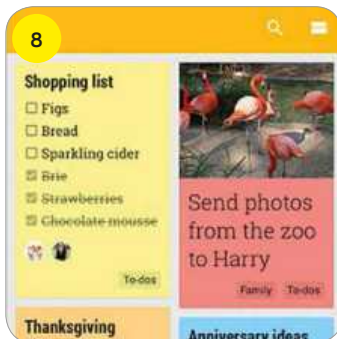 8
Shopping list
Figs
Bread
Sparkling cider
Brie
Strawberries
Chocolate mousse
To-dos
Send photos
from the zoo
to Harry
Family To-dos
Thanksgiving
Anniversary ideas